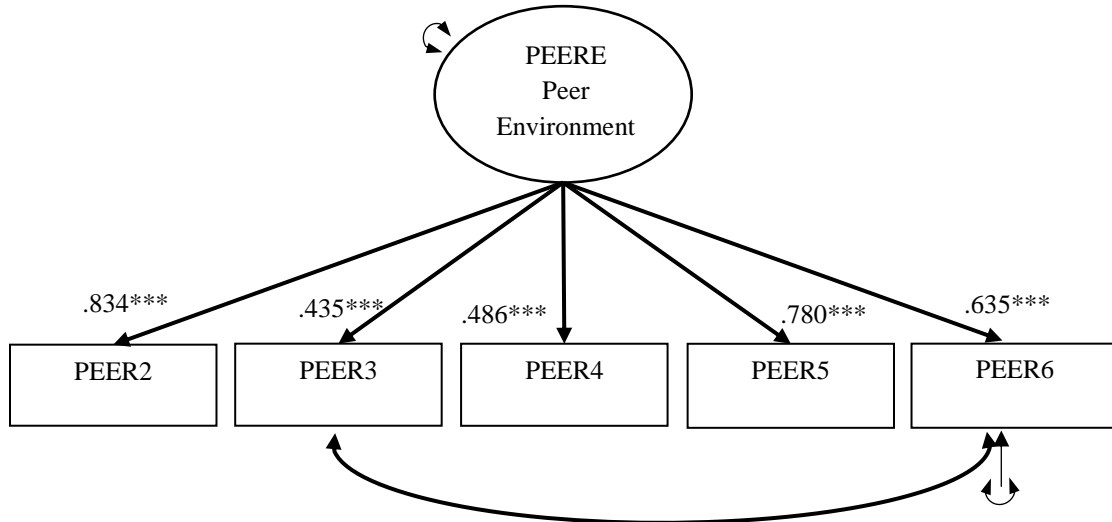 PEERE
Peer
Environment
.834***
.435***
.486***
.780***
.635***
PEER2
PEER3
PEER4
PEER5
PEER6